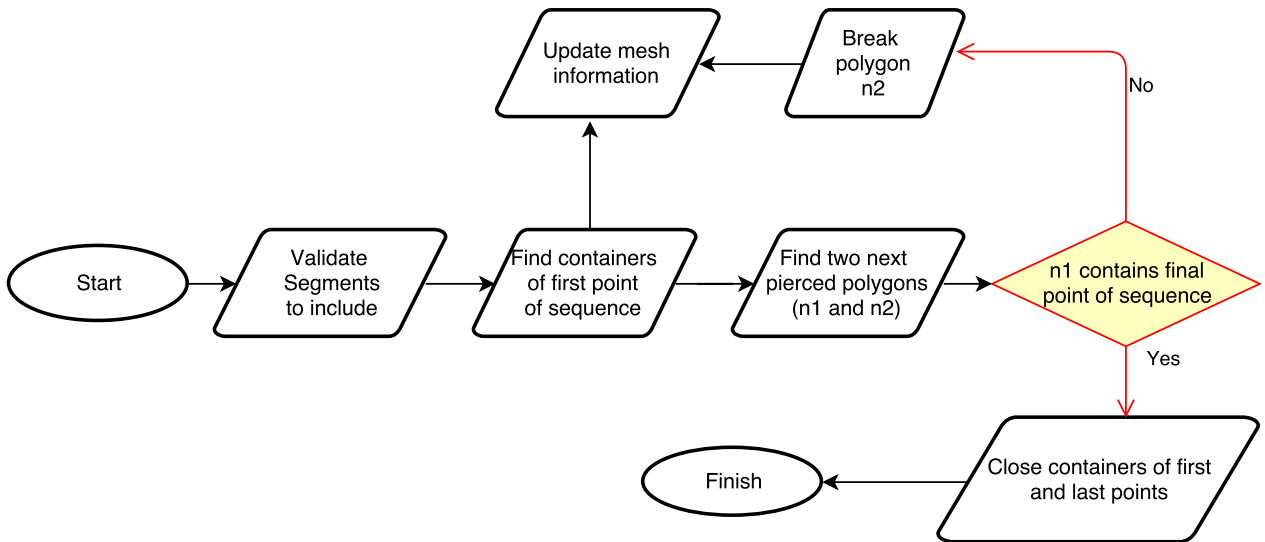 Update mesh
information
Break
polygon
n2
No
Start
Validate
Segments
to include
Find containers
of first point
of sequence
Find two next
pierced polygons
(n1 and n2)
n1 contains final
point of sequence
Yes
Close containers of first
and last points
Finish